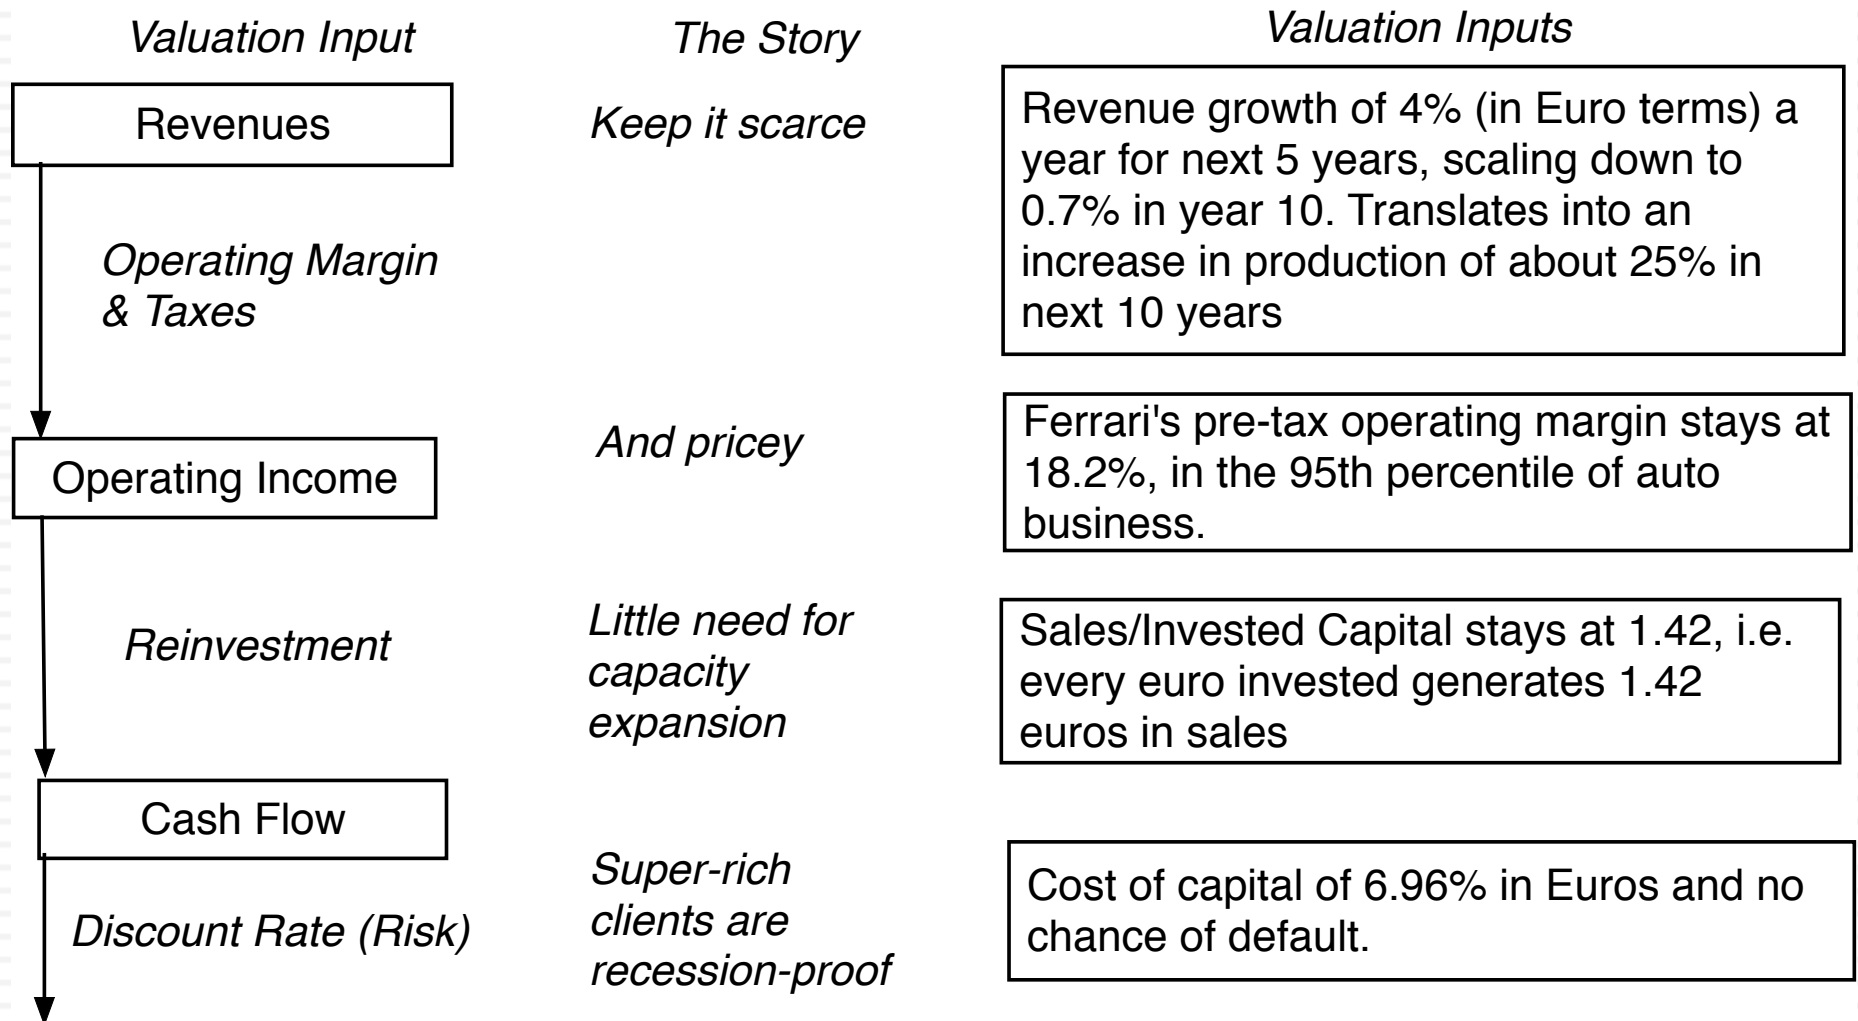 Valuation Input
The Story
Valuation Inputs
Revenues
Keep it scarce
Revenue growth of 4% (in Euro terms) a
year for next 5 years, scaling down to
0.7% in year 10. Translates into an
increase in production of about 25% in
next 10 years
Operating Margin
& Taxes
Operating Income
And pricey
Ferrari's pre-tax operating margin stays at
18.2%, in the 95th percentile of auto
business.
Reinvestment
Little need for
capacity
expansion
Sales/Invested Capital stays at 1.42, i.e.
every euro invested generates 1.42
euros in sales
Cash Flow
Discount Rate (Risk)
Super-rich
clients are
recession-proof
Cost of capital of 6.96% in Euros and no
chance of default.